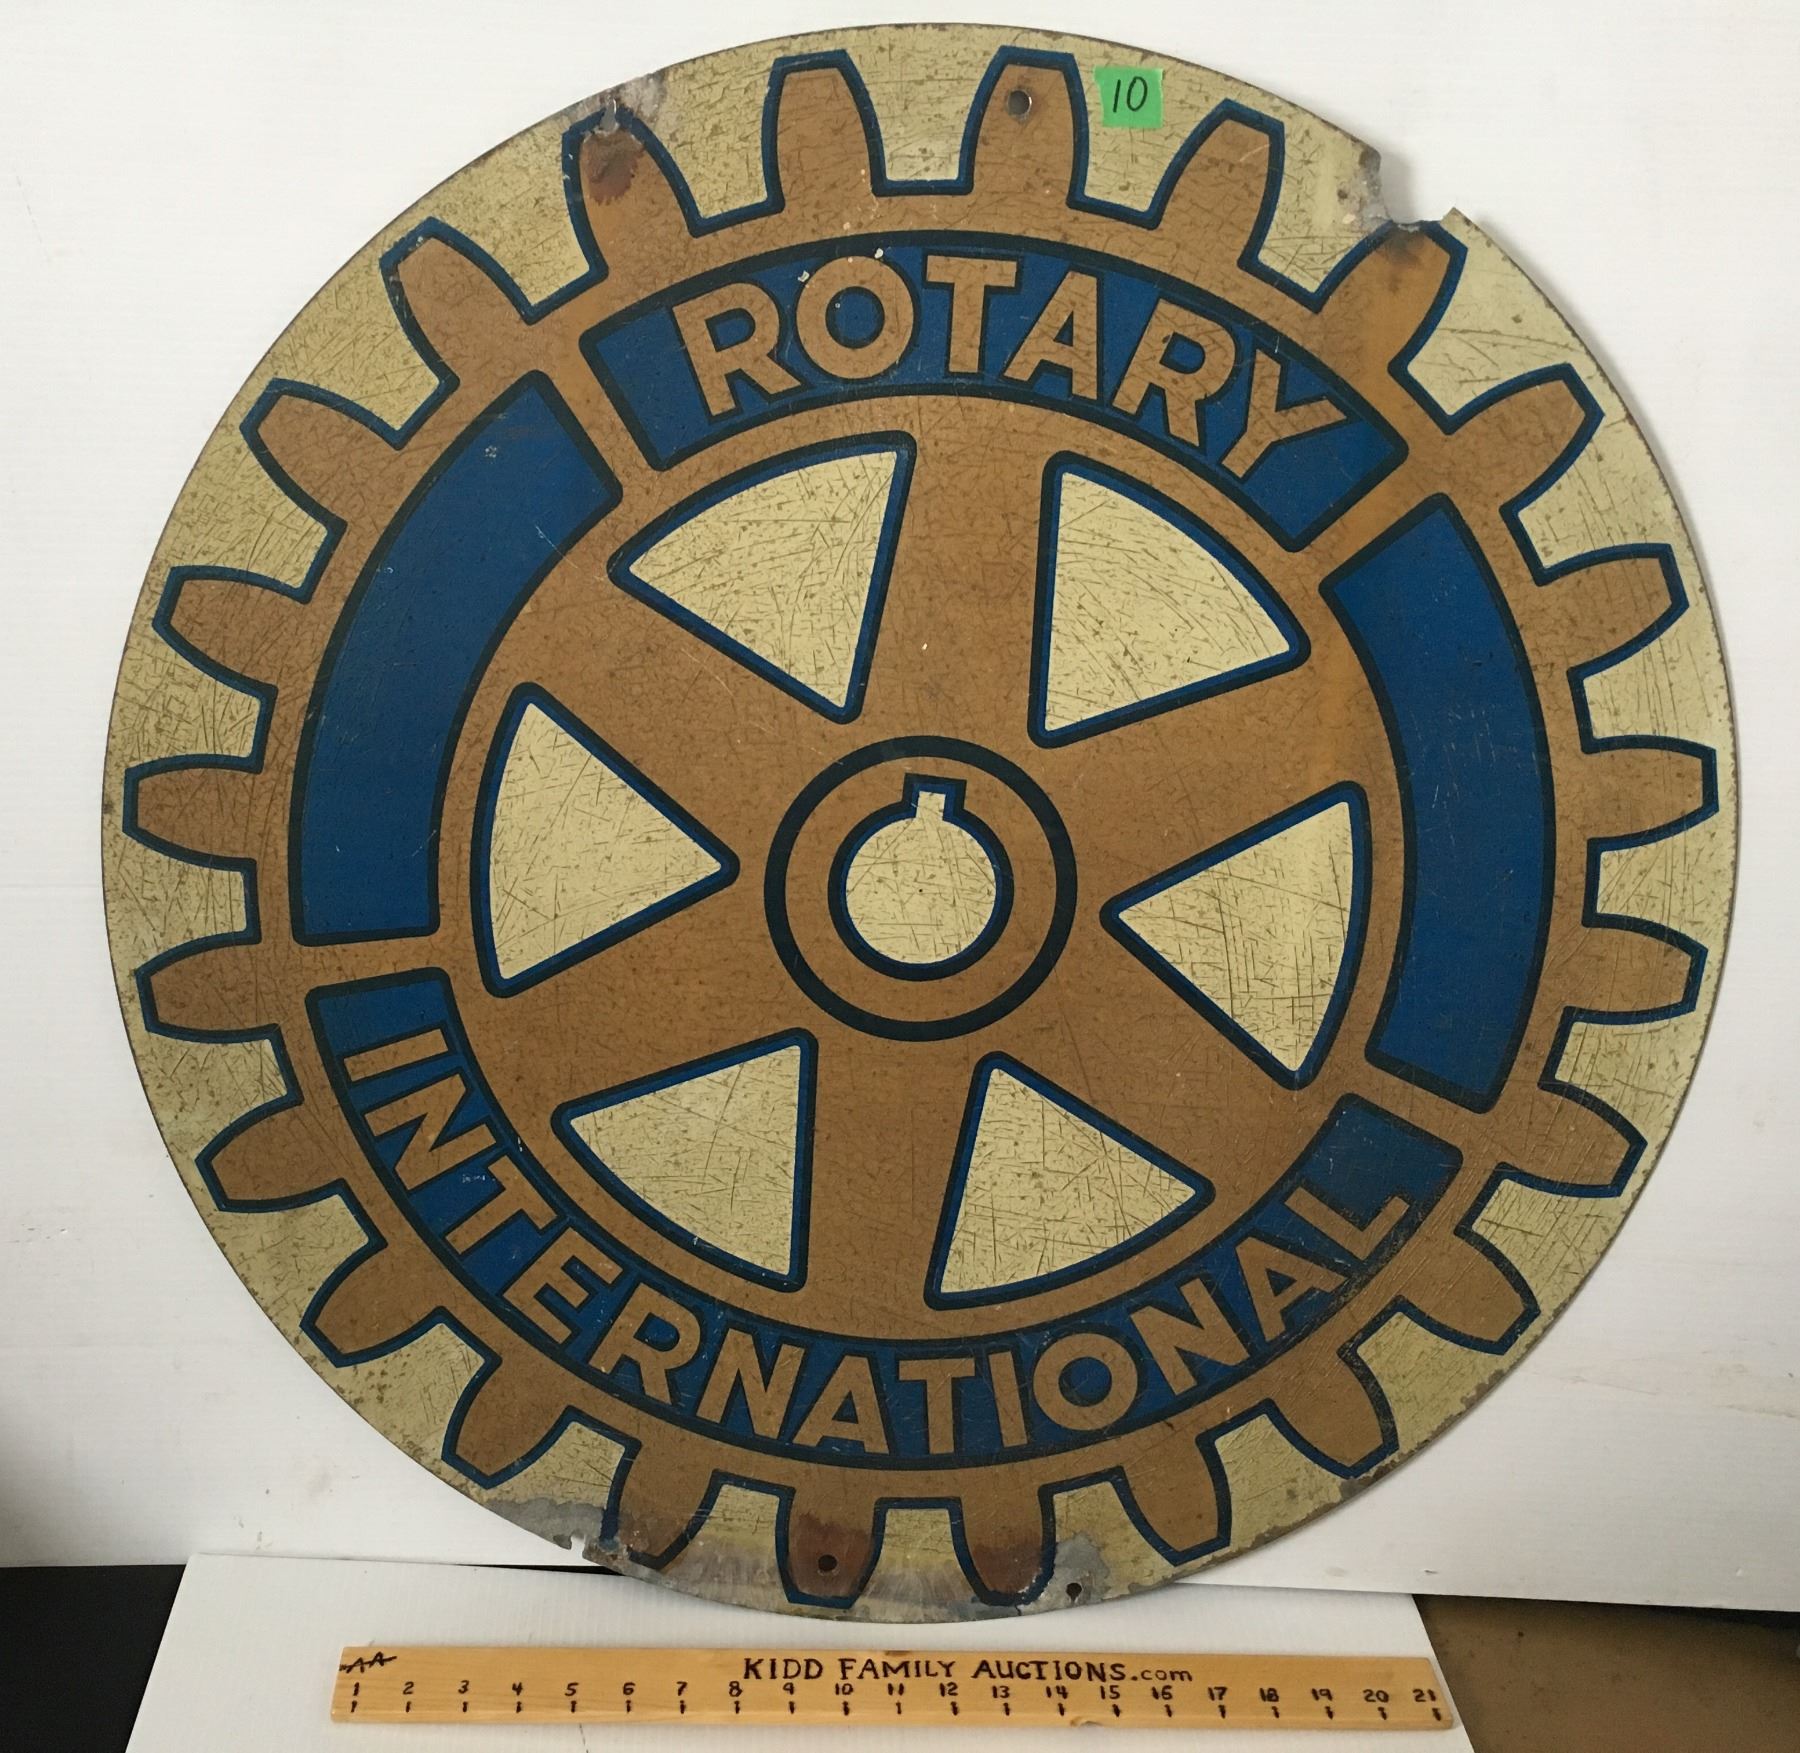 10
ROTARY
INTERNATIONAL
KIDD FAMILY AUCTIONS.com
1 2 3 4 5 6 7 8 9 10 11 12 13 14 15 16 17 18 19 20 21